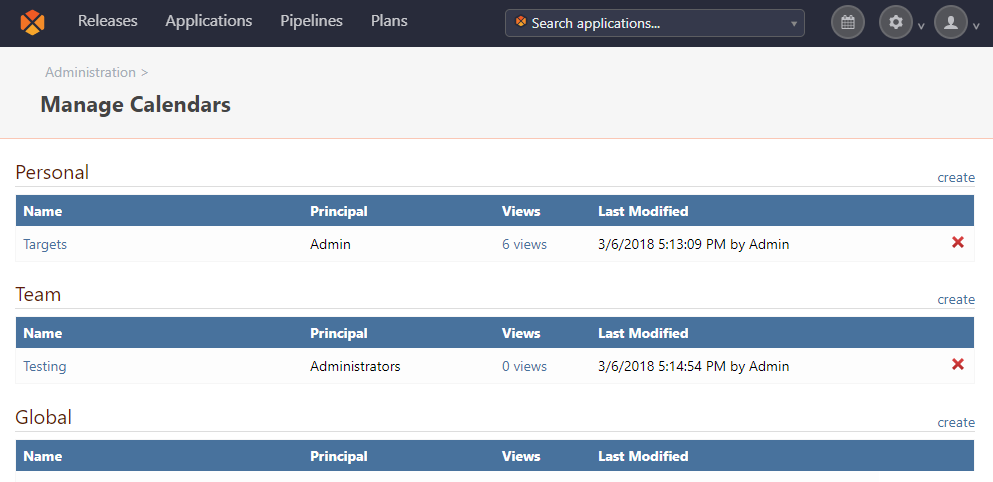 Releases Applications Pipelines Plans Search applications...
Administration >
Manage Calendars
Personal create
Name Principal Views Last Modified
Targets Admin 6 views 3/6/2018 5:13:09 PM by Admin
Team create
Name Principal Views Last Modified
Testing Administrators 0 views 3/6/2018 5:14:54 PM by Admin
Global create
Name Principal Views Last Modified